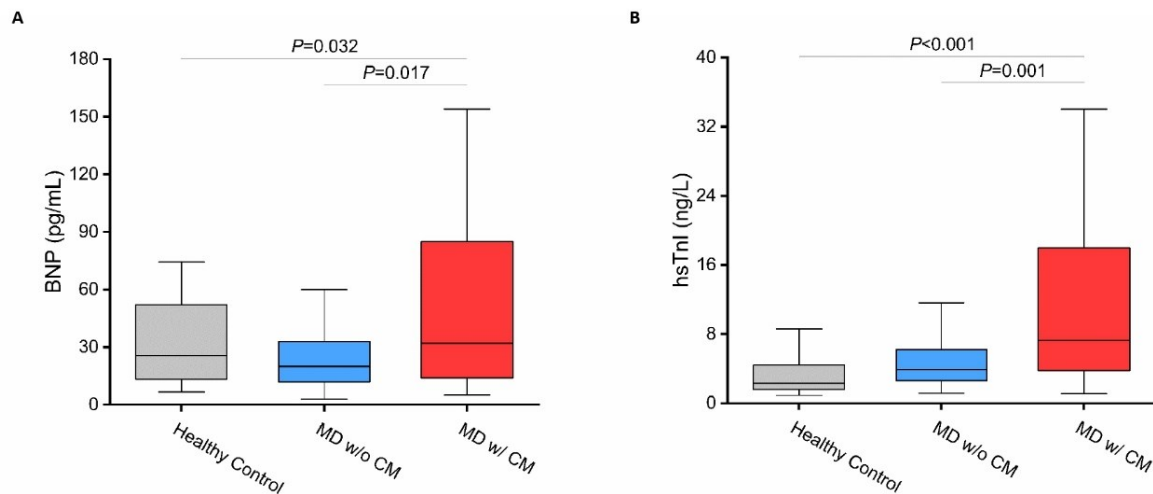 A
P=0.032
P=0.017
180
150
120
90
60
30
0
BNP (pg/mL)
Healthy Control
MD w/o CM
MD w/ CM
B
P<0.001
P=0.001
40
32
24
16
8
0
hsTnI (ng/L)
Healthy Control
MD w/o CM
MD w/ CM